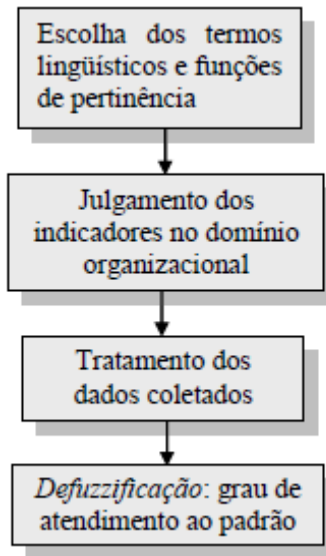 Escolha dos termos
lingüísticos e funções
de pertinência
Julgamento dos
indicadores no domínio
organizacional
Tratamento dos
dados coletados
Defuzzificação: grau de
atendimento ao padrão